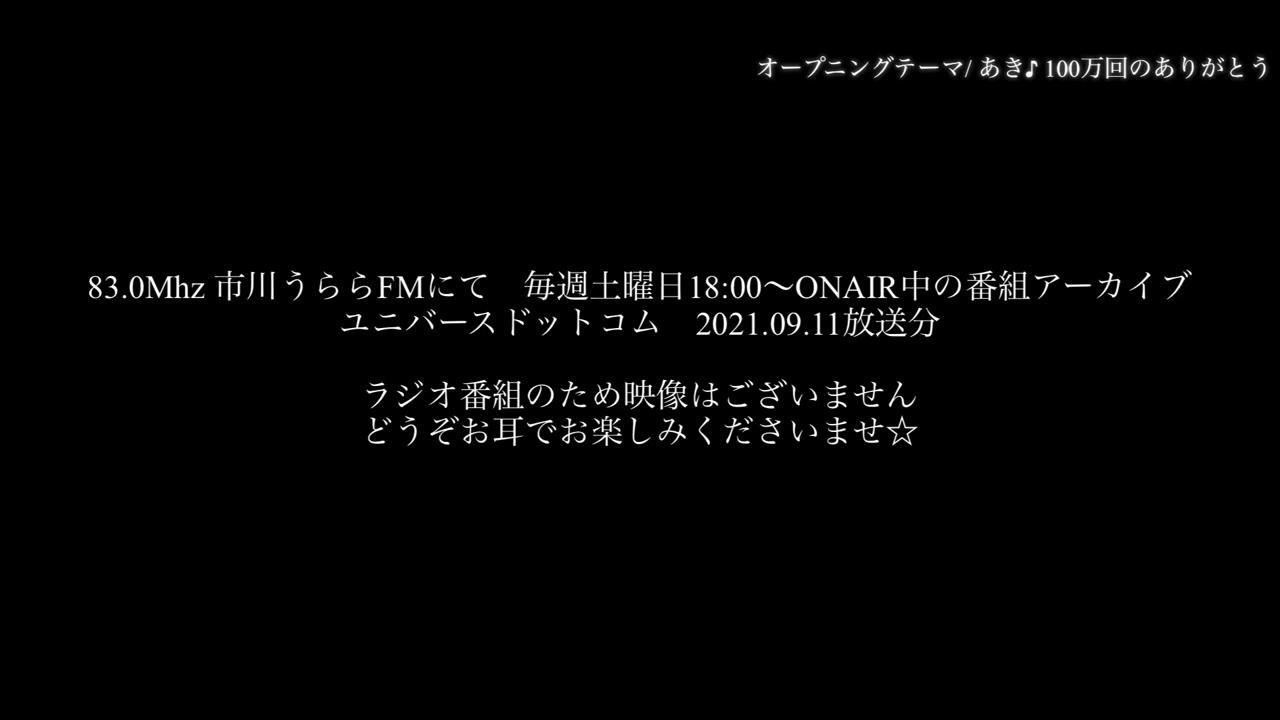 オープニングテーマ/ あき♪ 100万回のありがとう
83.0Mhz 市川うららFMにて　毎週土曜日18:00〜ONAIR中の番組アーカイブ
ユニバースドットコム　2021.09.11放送分
ラジオ番組のため映像はございません
どうぞお耳でお楽しみくださいませ☆